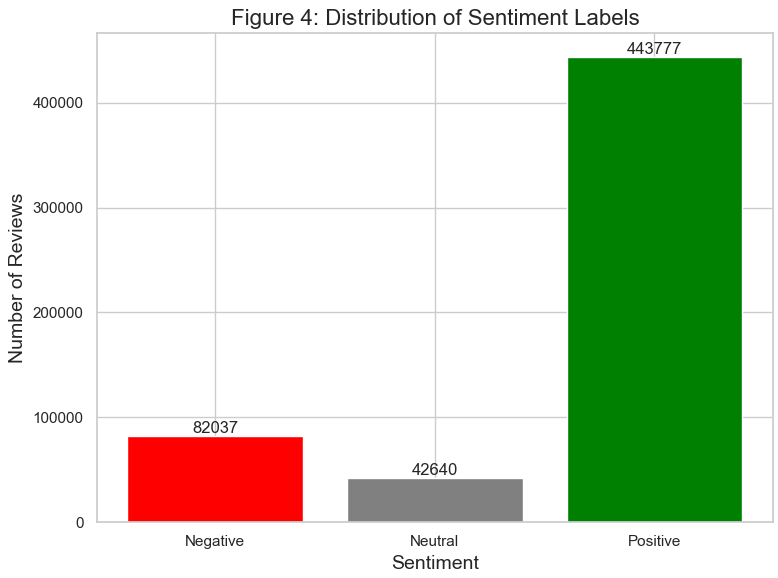 Figure 4: Distribution of Sentiment Labels
443777
400000
300000
Number of Reviews
200000
100000
82037
42640
0
Negative
Neutral
Positive
Sentiment